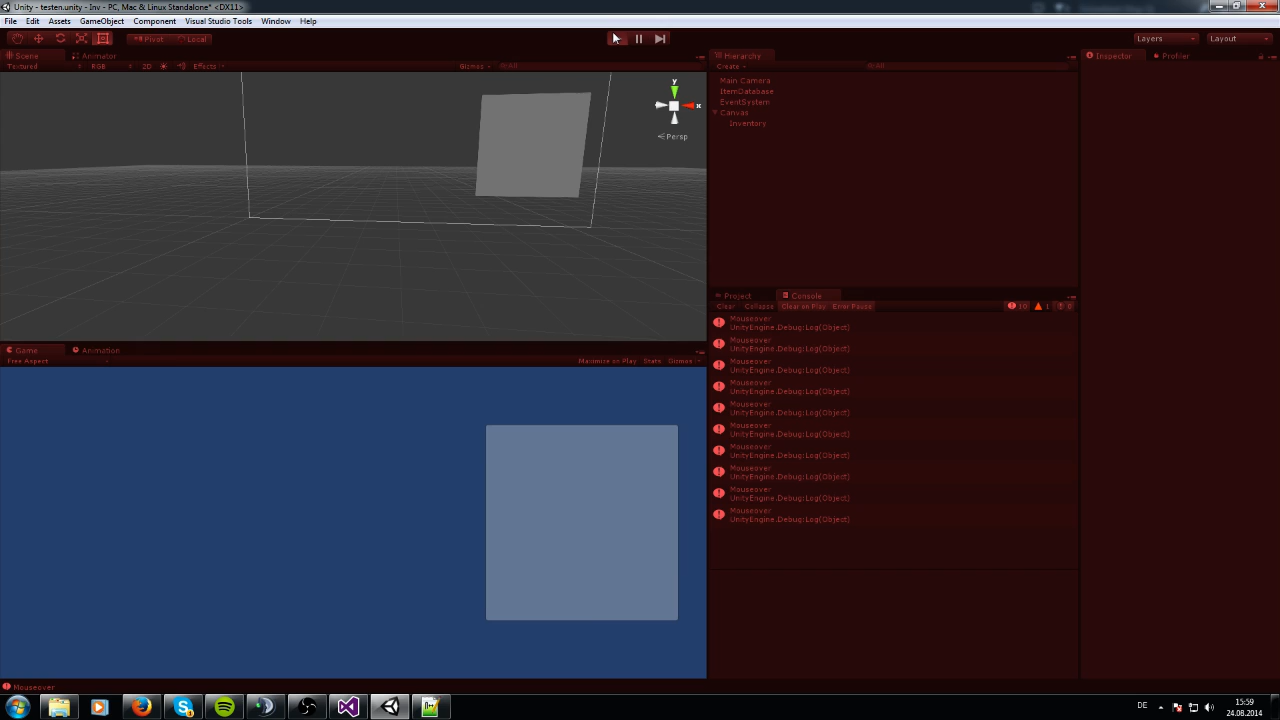 Unity - testen.unity - Inv - PC, Mac & Linux Standalone* <DX11>
File Edit Assets GameObject Component Visual Studio Tools Window Help
Pivot Local
Layers Layout
Scene Animator
Hierarchy
Inspector Profiler
Textured RGB 2D Effects Gizmos All
Create All
y
x
Persp
Main Camera
ItemDatabase
EventSystem
Canvas
Inventory
Project Console
Clear Collapse Clear on Play Error Pause 10 1 0
Mouseover
UnityEngine.Debug:Log(Object)
Mouseover
UnityEngine.Debug:Log(Object)
Mouseover
UnityEngine.Debug:Log(Object)
Mouseover
UnityEngine.Debug:Log(Object)
Mouseover
UnityEngine.Debug:Log(Object)
Mouseover
UnityEngine.Debug:Log(Object)
Mouseover
UnityEngine.Debug:Log(Object)
Mouseover
UnityEngine.Debug:Log(Object)
Mouseover
UnityEngine.Debug:Log(Object)
Mouseover
UnityEngine.Debug:Log(Object)
Game Animation
Free Aspect Maximize on Play Stats Gizmos
Mouseover
DE 15:59
24.08.2014